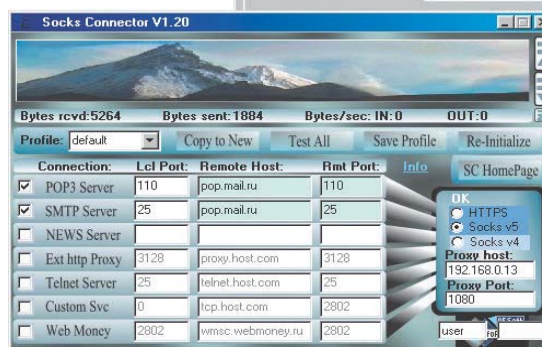 Socks Connector V1.20
Bytes rcvd:5264 Bytes sent:1884 Bytes/sec: IN:0 OUT:0
Profile: default Copy to New Test All Save Profile Re-Initialize
Connection: Lcl Port: Remote Host: Rmt Port: Info SC HomePage
POP3 Server 110 pop.mail.ru 110
SMTP Server 25 pop.mail.ru 25
NEWS Server
Ext http Proxy 3128 proxy.host.com 3128
Telnet Server 25 telnet.host.com 25
Custom Svc 0 tcp.host.com 2802
Web Money 2802 wmsc.webmoney.ru 2802
OK
HTTPS
Socks v5
Socks v4
Proxy host:
192.168.0.13
Proxy Port:
1080
user